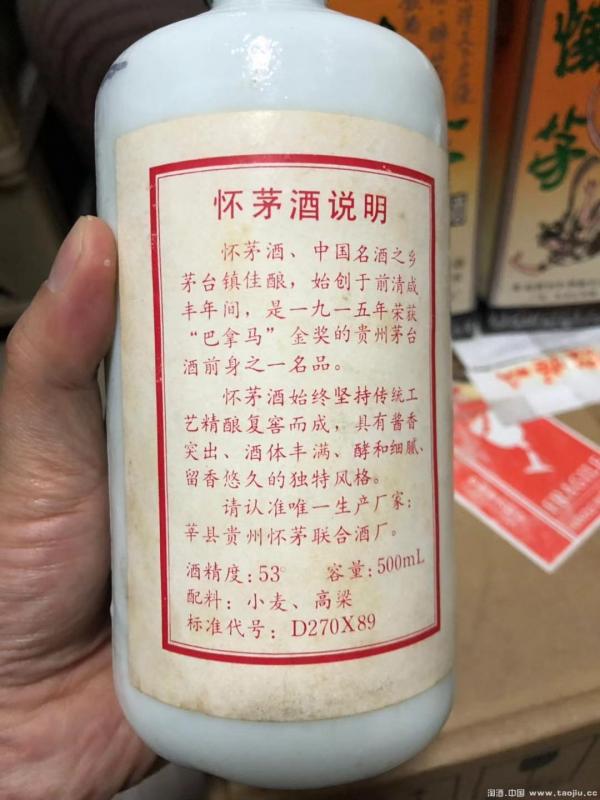 怀茅酒说明
怀茅酒、中国名酒之乡
茅台镇佳酿，始创于前清咸
丰年间，是一九一五年荣获
“巴拿马”金奖的贵州茅台
酒前身之一名品。
怀茅酒始终坚持传统工
艺精酿复窖而成，具有酱香
突出、酒体丰满、酵和细腻、
留香悠久的独特风格。
请认准唯一生产厂家：
莘县贵州怀茅联合酒厂。
酒精度：53° 容量：500mL
配料：小麦、高梁
标准代号：D270X89
怀
茅
FRAGILE
淘酒.中国 www.taojiu.cc